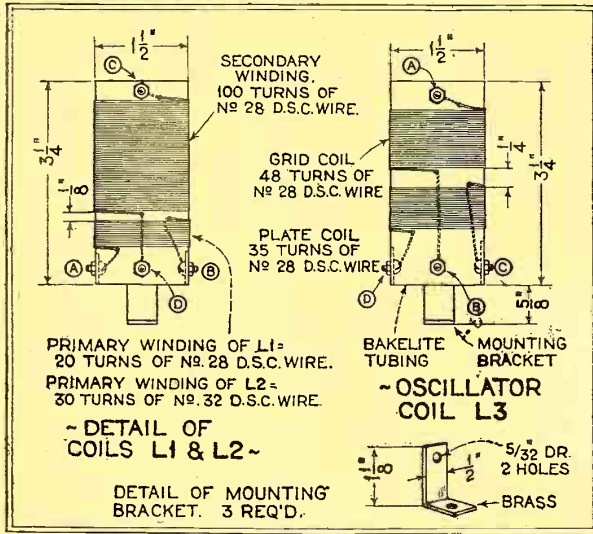 1 1/2"
Ⓒ
SECONDARY
WINDING.
100 TURNS OF
Nº 28 D.S.C. WIRE.
3 1/4"
1/8"
Ⓐ
Ⓑ
Ⓓ
PRIMARY WINDING OF L1=
20 TURNS OF Nº. 28 D.S.C. WIRE.
PRIMARY WINDING OF L2=
30 TURNS OF Nº. 32 D.S.C. WIRE.
~ DETAIL OF
COILS L1 & L2 ~
1 1/2"
Ⓐ
GRID COIL
48 TURNS OF
Nº 28 D.S.C. WIRE
1/4"
3 1/4"
PLATE COIL
35 TURNS OF
Nº 28 D.S.C. WIRE
Ⓓ
Ⓒ
Ⓑ
5/8"
BAKELITE
TUBING
MOUNTING
BRACKET
~OSCILLATOR
COIL L3
DETAIL OF MOUNTING
BRACKET. 3 REQ'D.
1 1/8"
1/2"
5/32" DR.
2 HOLES
BRASS